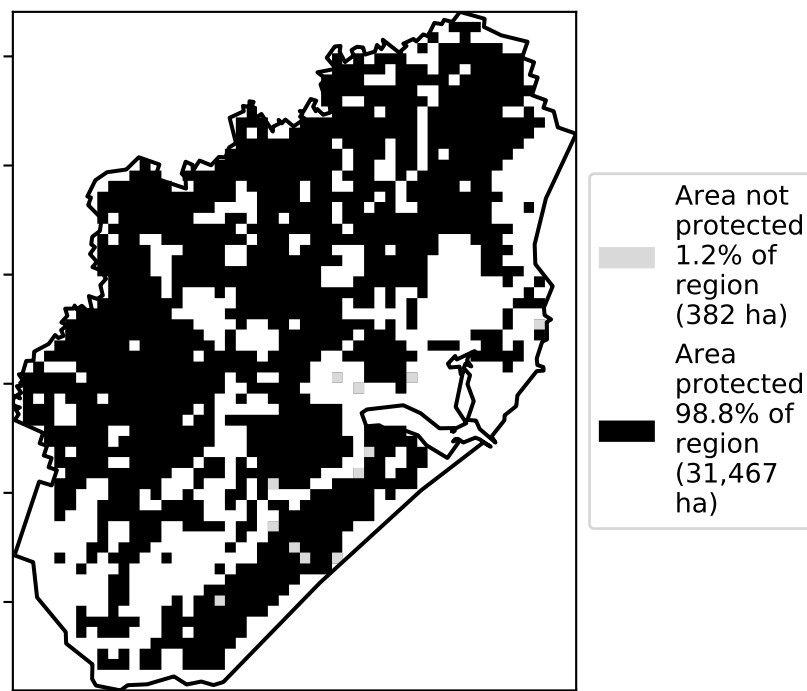 Area not
protected
1.2% of
region
(382 ha)
Area
protected
98.8% of
region
(31,467
ha)